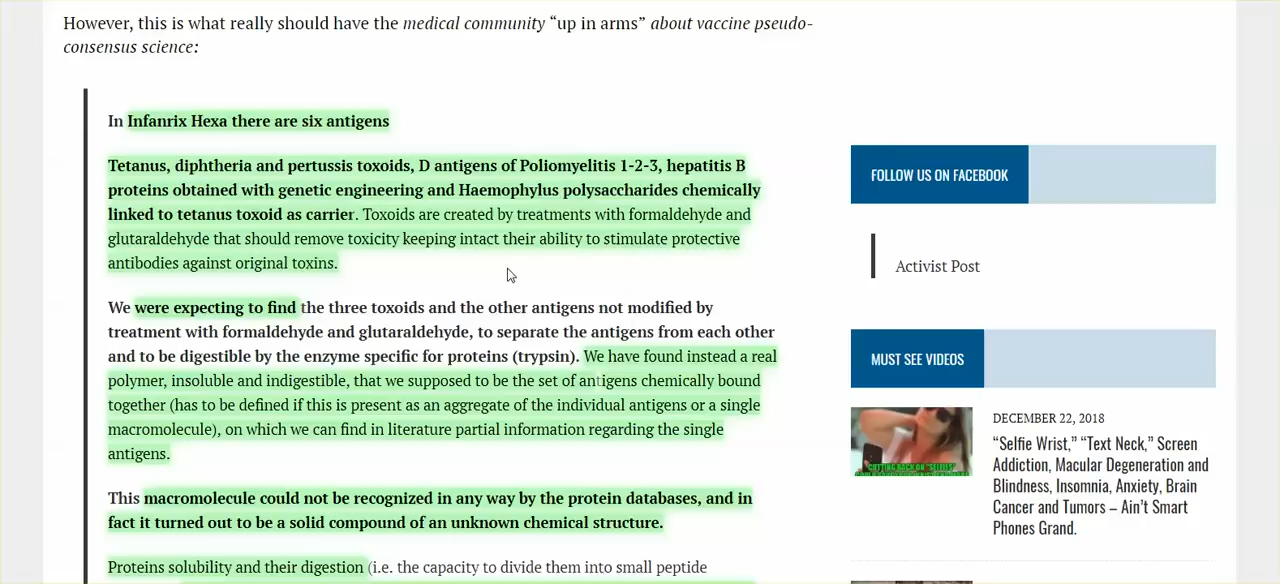 However, this is what really should have the medical community “up in arms” about vaccine pseudo-
consensus science:
In Infanrix Hexa there are six antigens
Tetanus, diphtheria and pertussis toxoids, D antigens of Poliomyelitis 1-2-3, hepatitis B
proteins obtained with genetic engineering and Haemophylus polysaccharides chemically
linked to tetanus toxoid as carrier. Toxoids are created by treatments with formaldehyde and
glutaraldehyde that should remove toxicity keeping intact their ability to stimulate protective
antibodies against original toxins.
We were expecting to find the three toxoids and the other antigens not modified by
treatment with formaldehyde and glutaraldehyde, to separate the antigens from each other
and to be digestible by the enzyme specific for proteins (trypsin). We have found instead a real
polymer, insoluble and indigestible, that we supposed to be the set of antigens chemically bound
together (has to be defined if this is present as an aggregate of the individual antigens or a single
macromolecule), on which we can find in literature partial information regarding the single
antigens.
This macromolecule could not be recognized in any way by the protein databases, and in
fact it turned out to be a solid compound of an unknown chemical structure.
Proteins solubility and their digestion (i.e. the capacity to divide them into small peptide
FOLLOW US ON FACEBOOK
Activist Post
MUST SEE VIDEOS
CUTTING BACK ON "SELFIES"
DECEMBER 22, 2018
“Selfie Wrist,” “Text Neck,” Screen
Addiction, Macular Degeneration and
Blindness, Insomnia, Anxiety, Brain
Cancer and Tumors – Ain’t Smart
Phones Grand.